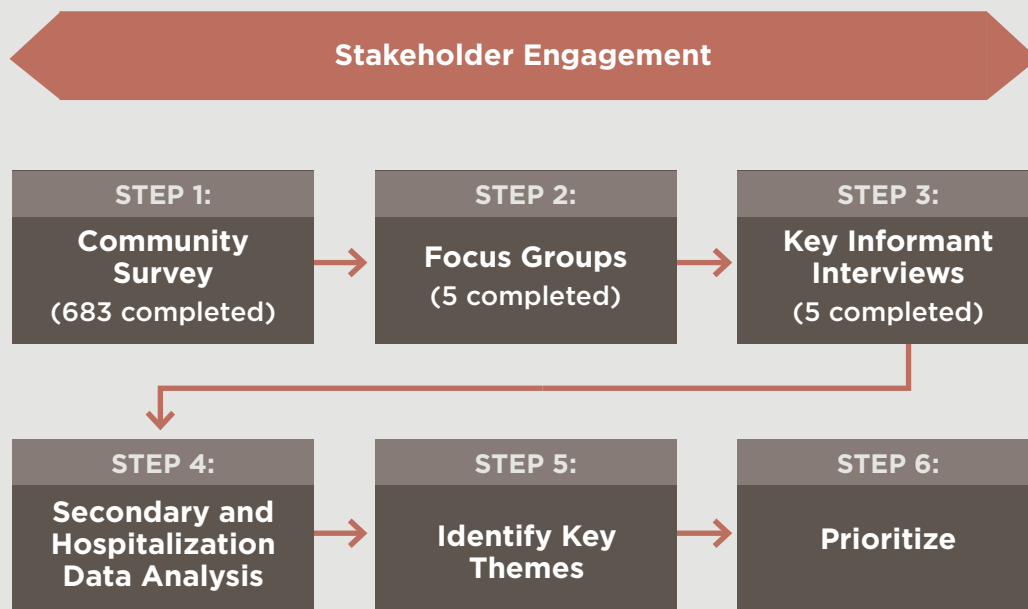 Stakeholder Engagement
STEP 1:
Community
Survey
(683 completed)
STEP 2:
Focus Groups
(5 completed)
STEP 3:
Key Informant
Interviews
(5 completed)
STEP 4:
Secondary and
Hospitalization
Data Analysis
STEP 5:
Identify Key
Themes
STEP 6:
Prioritize